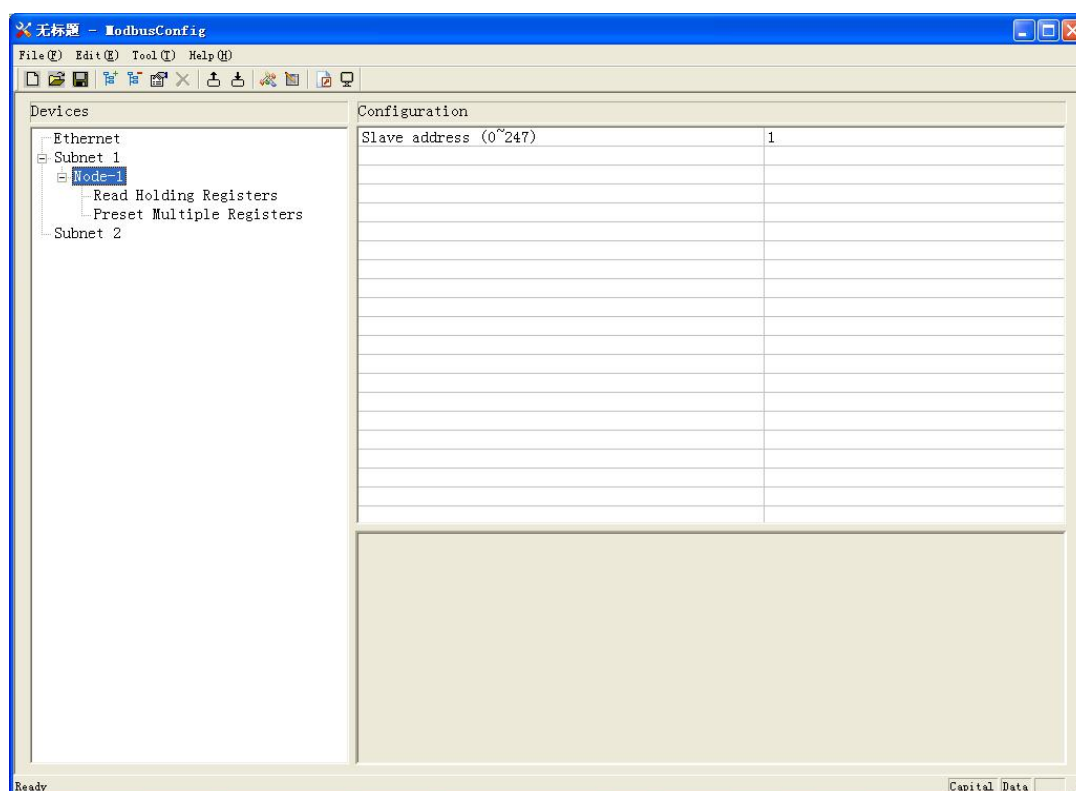 无标题 - ModbusConfig
File(F) Edit(E) Tool(T) Help(H)
Devices
Configuration
Ethernet
Subnet 1
Node-1
Read Holding Registers
Preset Multiple Registers
Subnet 2
Slave address (0~247) 1
Ready
Capital Data